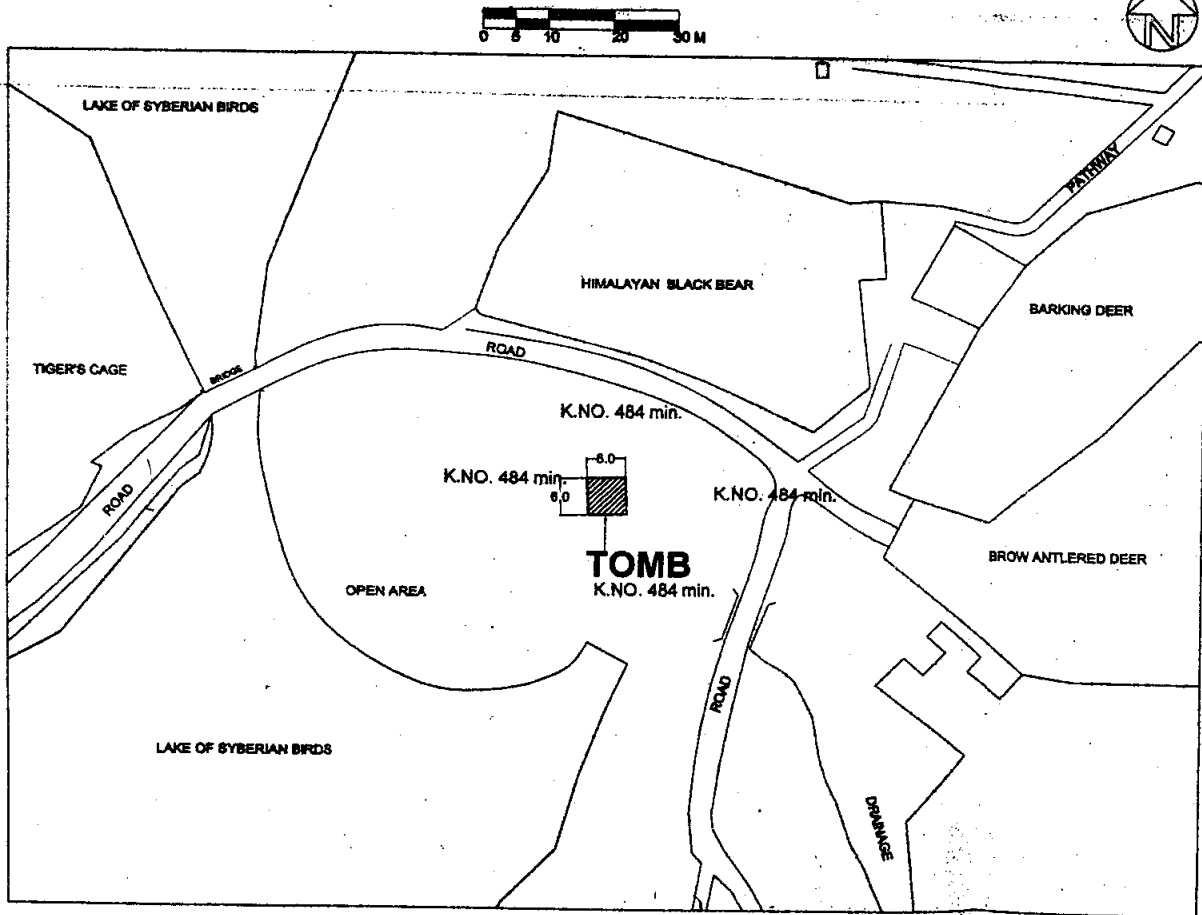 0 5 10 20 30 M
N
LAKE OF SYBERIAN BIRDS
PATHWAY
HIMALAYAN BLACK BEAR
BARKING DEER
ROAD
TIGER'S CAGE
BRIDGE
K.NO. 484 min.
6.0
K.NO. 484 min.
6.0
K.NO. 484 min.
ROAD
TOMB
K.NO. 484 min.
BROW ANTLERED DEER
OPEN AREA
ROAD
LAKE OF SYBERIAN BIRDS
DRAINAGE